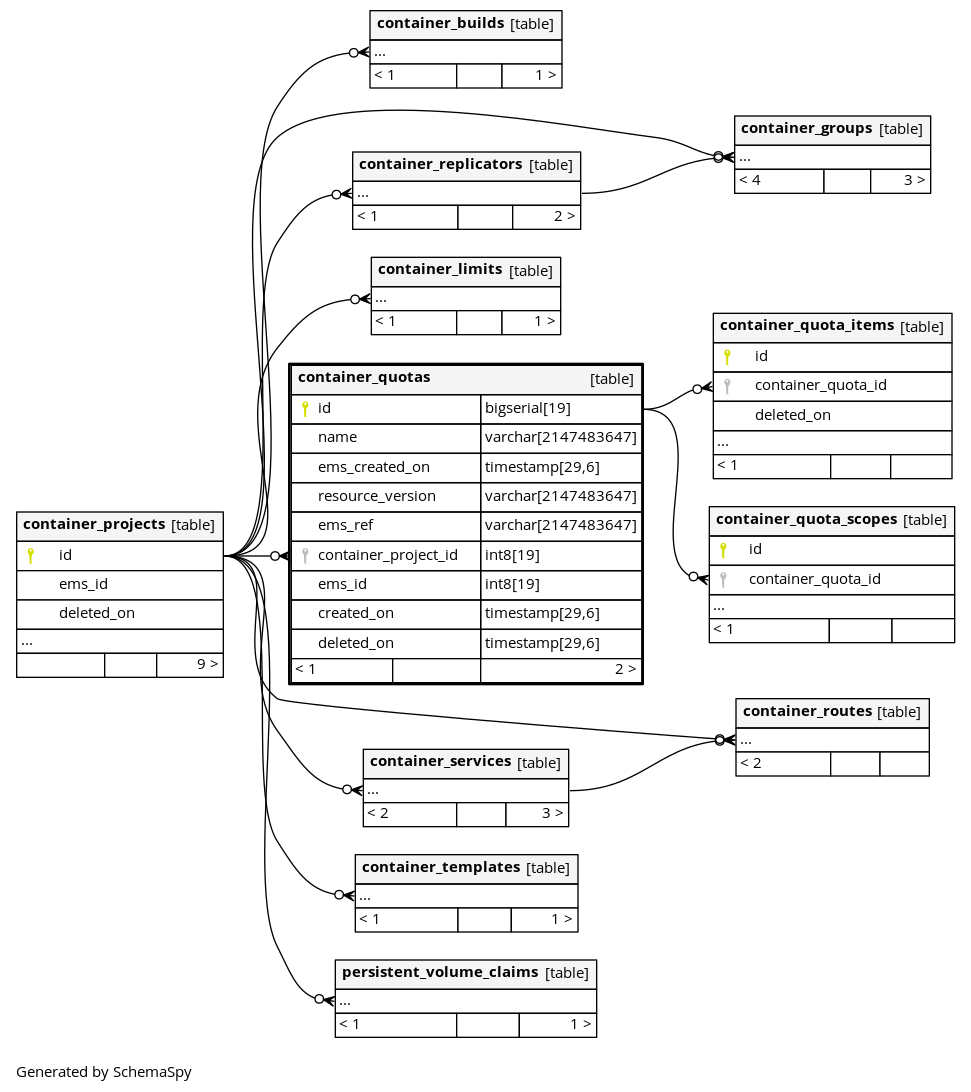 container_builds [table]
...
< 1 1 >
container_groups [table]
...
< 4 3 >
container_replicators [table]
...
< 1 2 >
container_limits [table]
...
< 1 1 >
container_quota_items [table]
id
container_quota_id
deleted_on
...
< 1
container_quotas [table]
id bigserial[19]
name varchar[2147483647]
ems_created_on timestamp[29,6]
resource_version varchar[2147483647]
ems_ref varchar[2147483647]
container_project_id int8[19]
ems_id int8[19]
created_on timestamp[29,6]
deleted_on timestamp[29,6]
< 1 2 >
container_quota_scopes [table]
id
container_quota_id
...
< 1
container_projects [table]
id
ems_id
deleted_on
...
9 >
container_routes [table]
...
< 2
container_services [table]
...
< 2 3 >
container_templates [table]
...
< 1 1 >
persistent_volume_claims [table]
...
< 1 1 >
Generated by SchemaSpy